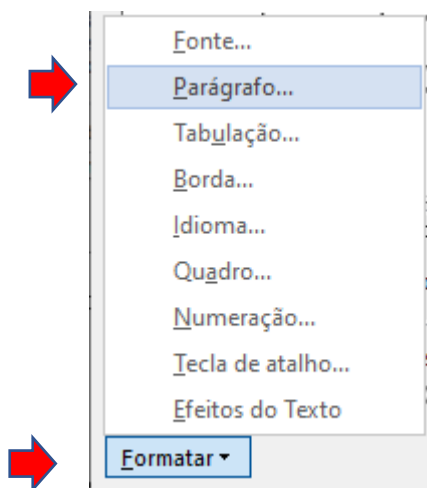 Fonte...
Parágrafo...
Tabulação...
Borda...
Idioma...
Quadro...
Numeração...
Tecla de atalho...
Efeitos do Texto
Formatar